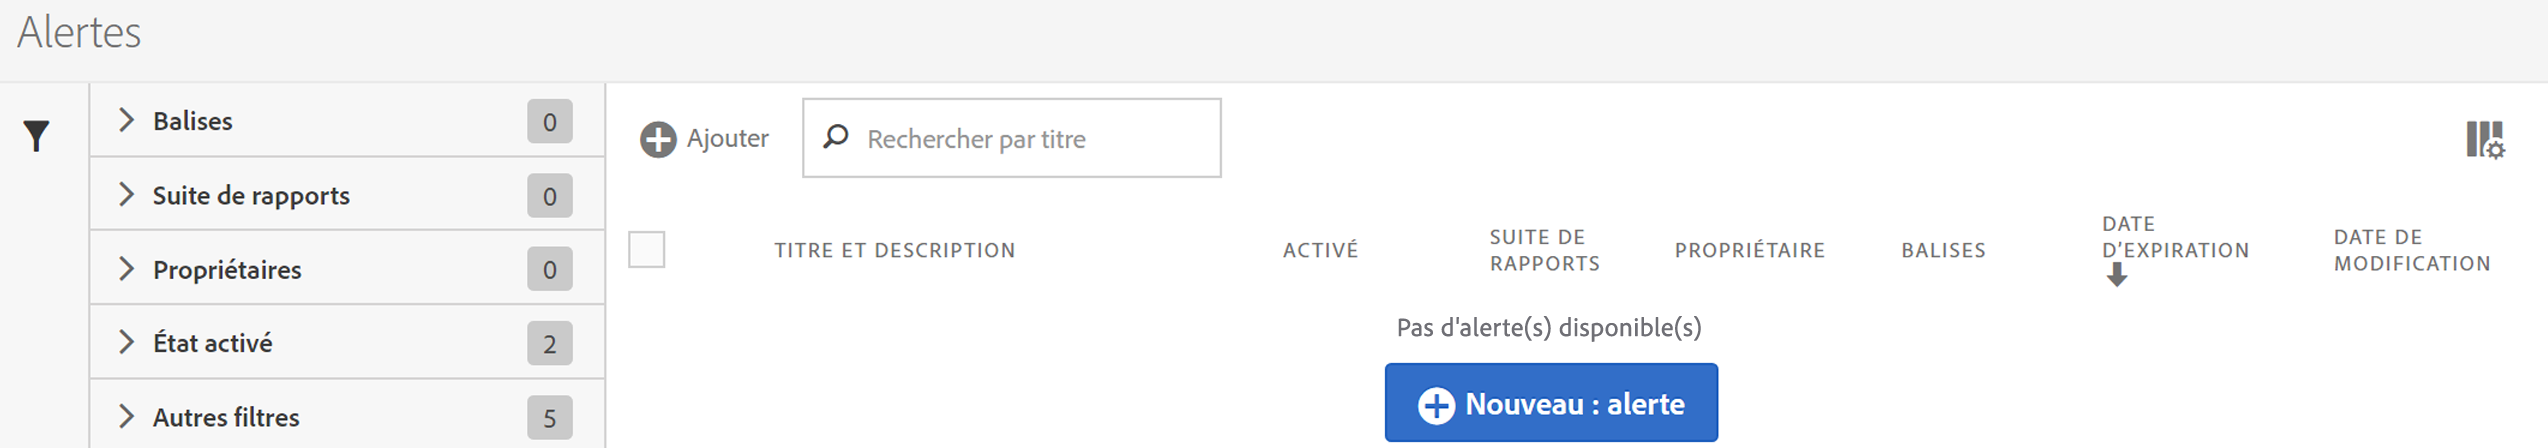 Alertes
Balises 0
Suite de rapports 0
Propriétaires 0
État activé 2
Autres filtres 5
Ajouter
Rechercher par titre
TITRE ET DESCRIPTION
ACTIVÉ
SUITE DE
RAPPORTS
PROPRIÉTAIRE
BALISES
DATE
D’EXPIRATION
DATE DE
MODIFICATION
Pas d'alerte(s) disponible(s)
Nouveau : alerte